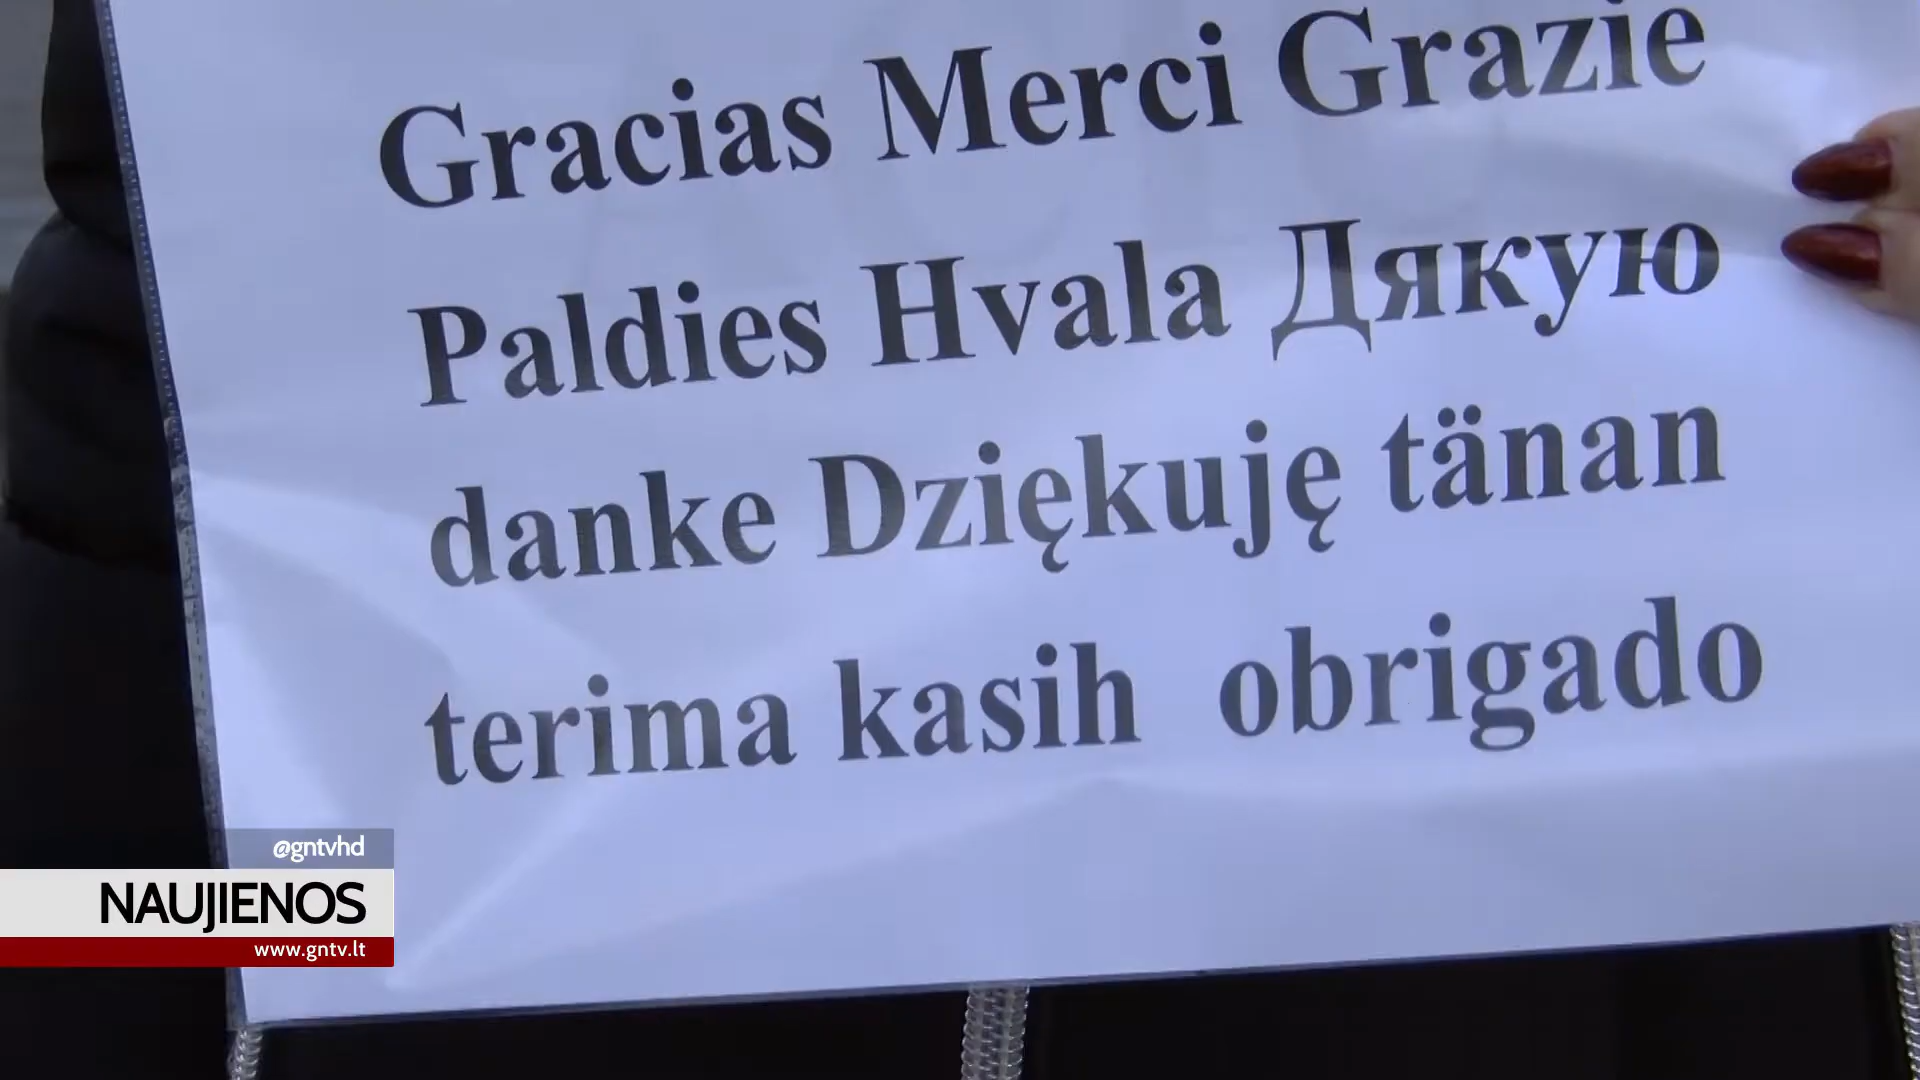 Gracias Merci Grazie
Paldies Hvala Дякую
danke Dziękuję tänan
terima kasih obrigado
@gntvhd
NAUJIENOS
www.gntv.lt